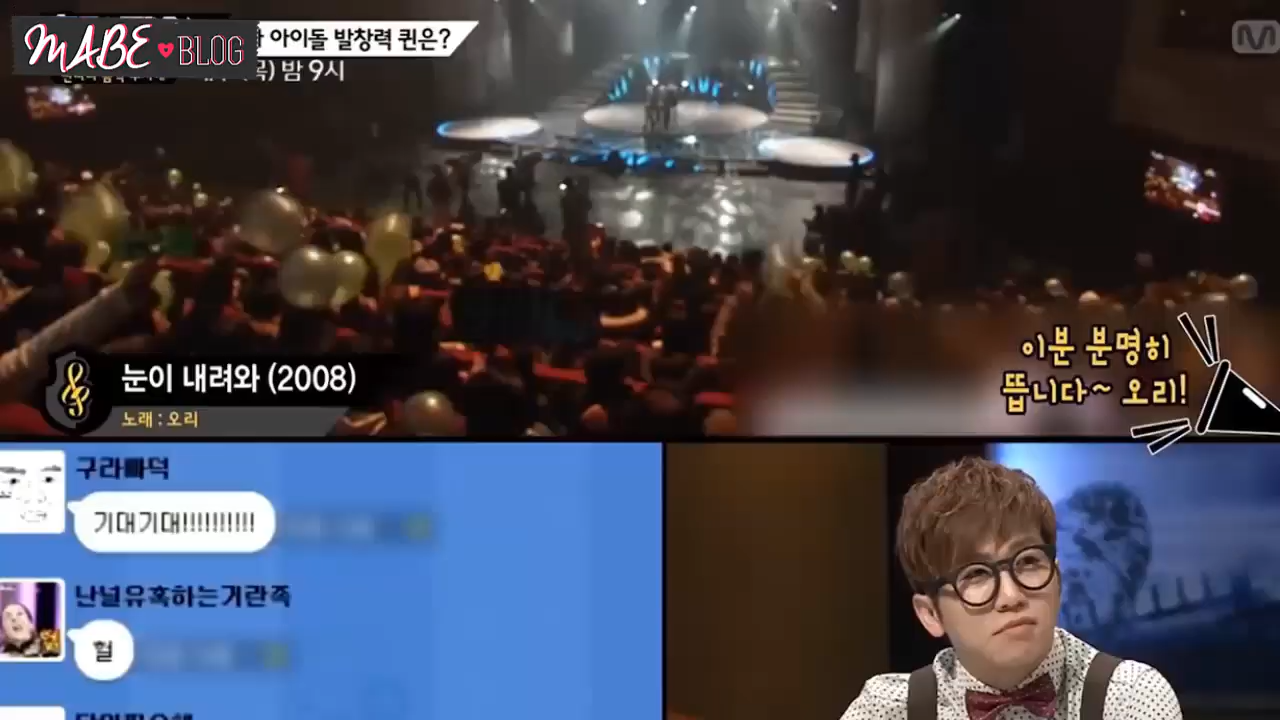 MABE BLOG
아이돌 발창력 퀸은?
밤 9시
눈이 내려와 (2008)
노래 : 오리
이분 분명히
뜹니다~ 오리!
구라빠덕
기대기대!!!!!!!!!!
난널유혹하는거란족
헐